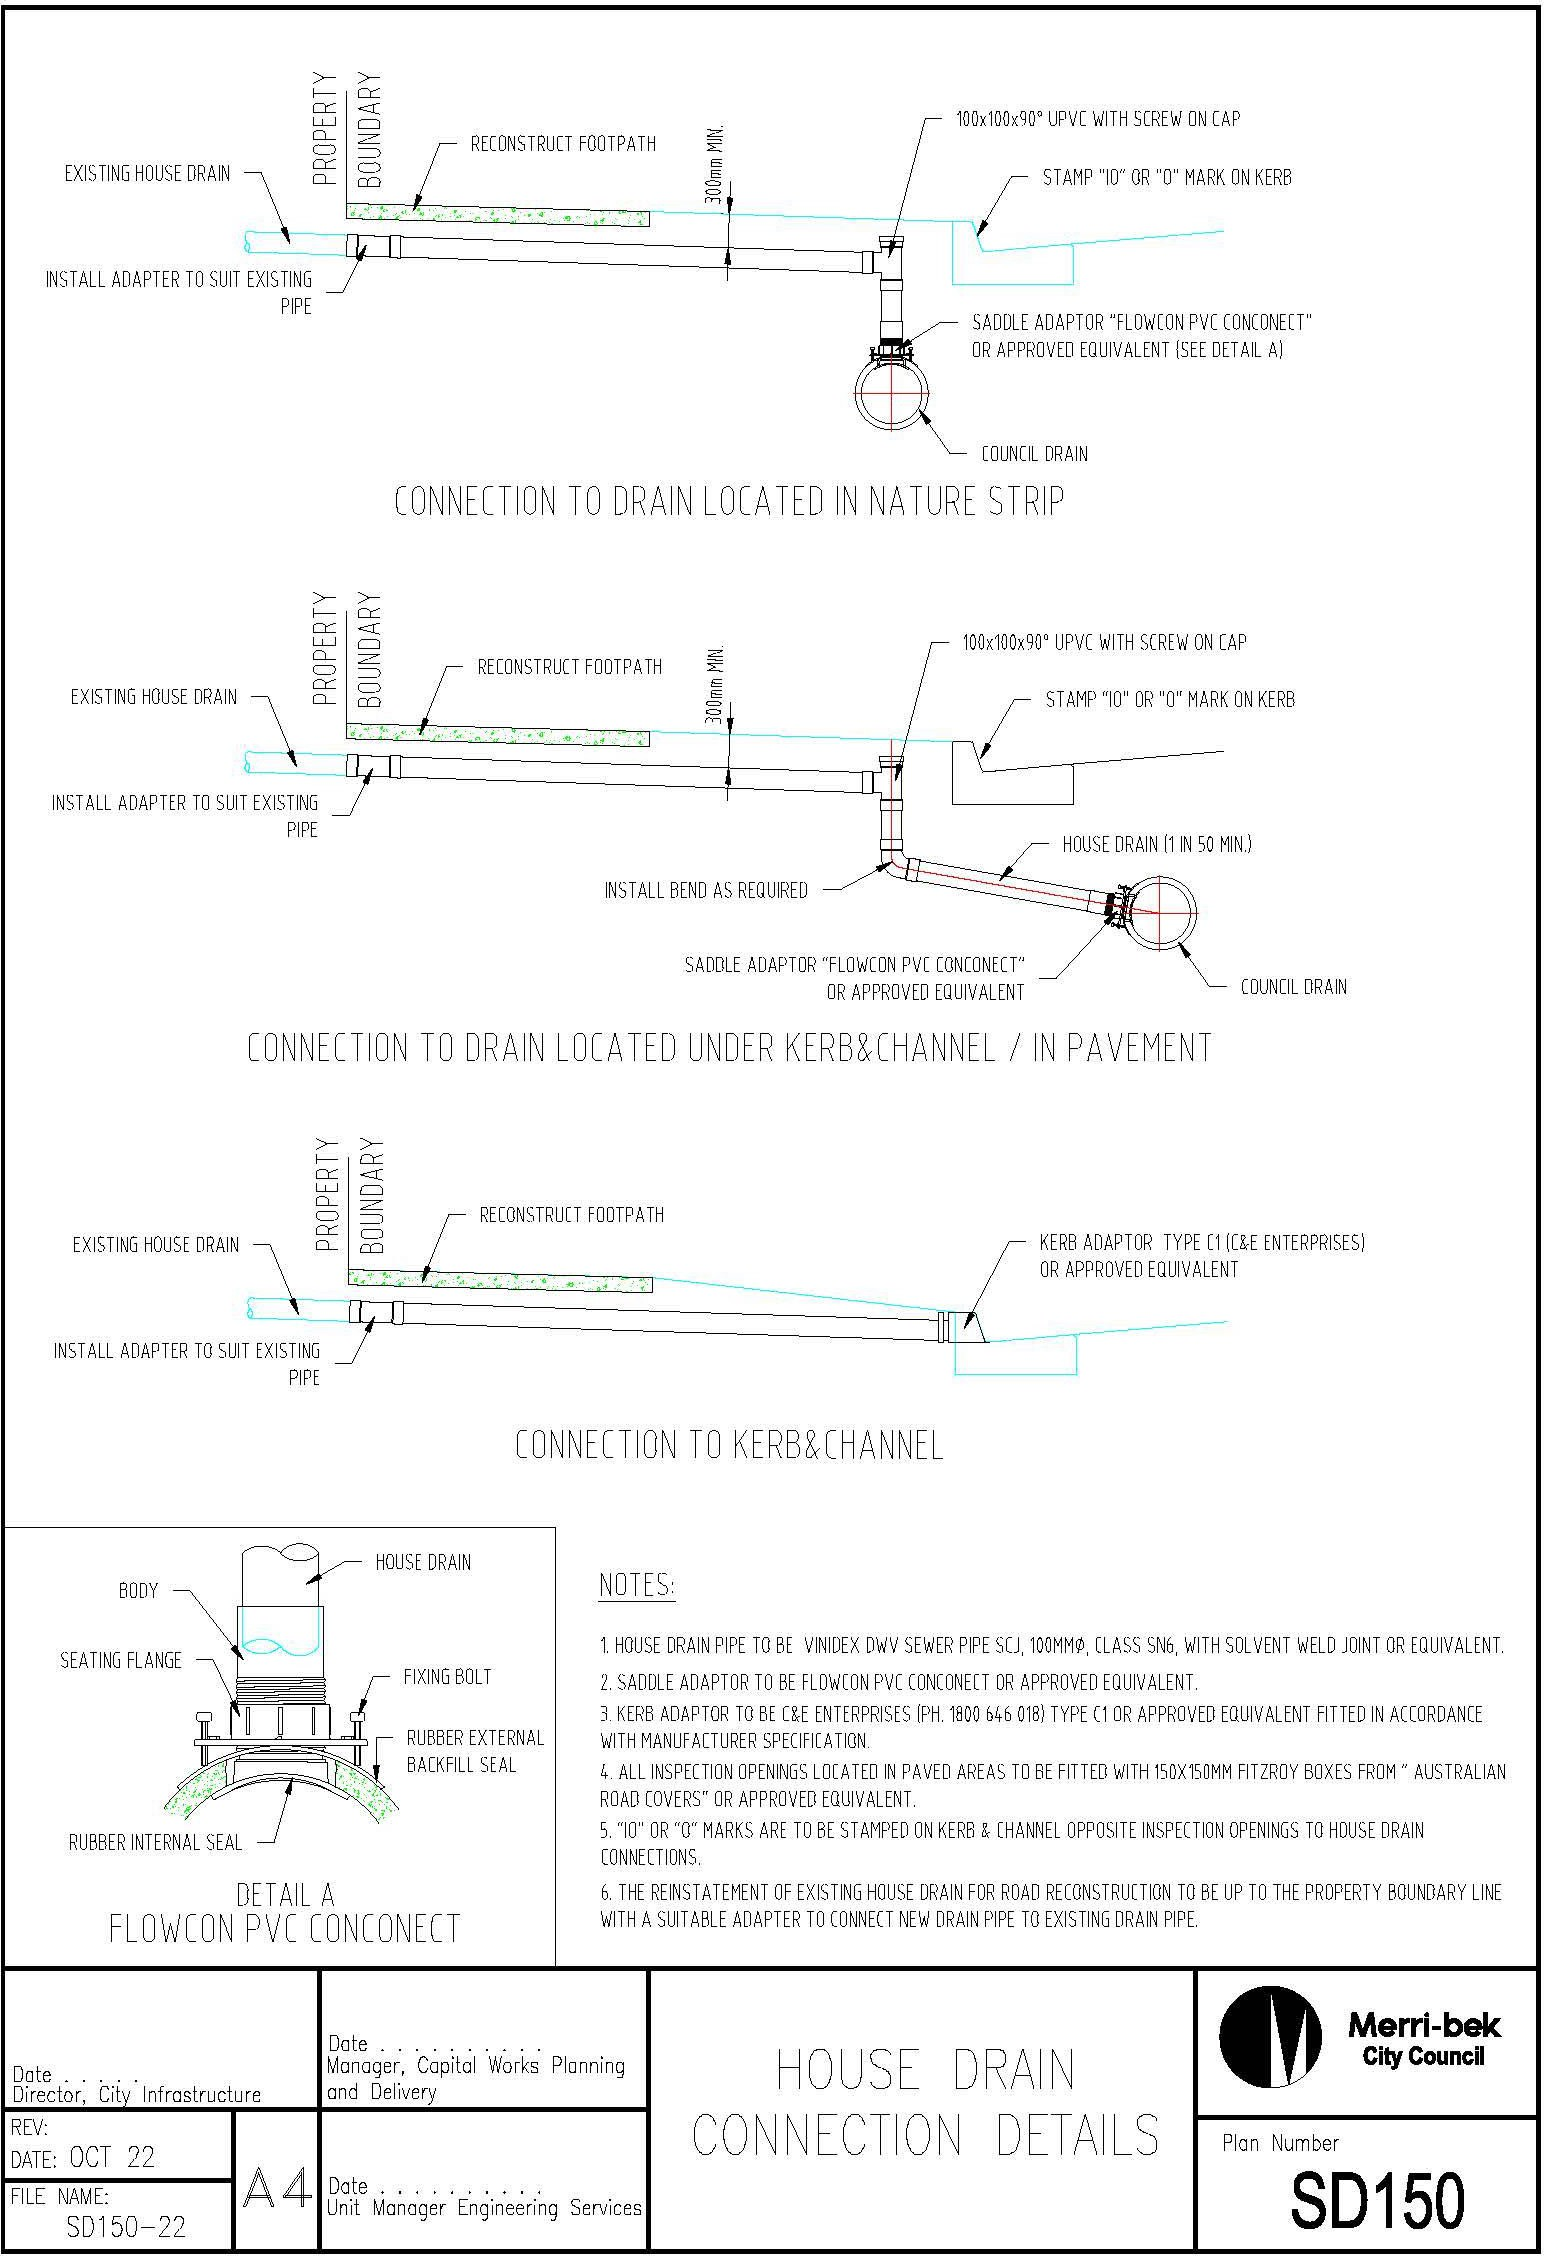 PROPERTY
BOUNDARY
EXISTING HOUSE DRAIN
RECONSTRUCT FOOTPATH
300mm MIN.
100x100x90° UPVC WITH SCREW ON CAP
STAMP "IO" OR "O" MARK ON KERB
INSTALL ADAPTER TO SUIT EXISTING
PIPE
SADDLE ADAPTOR "FLOWCON PVC CONCONECT"
OR APPROVED EQUIVALENT (SEE DETAIL A)
COUNCIL DRAIN
CONNECTION TO DRAIN LOCATED IN NATURE STRIP
PROPERTY
BOUNDARY
EXISTING HOUSE DRAIN
RECONSTRUCT FOOTPATH
300mm MIN.
100x100x90° UPVC WITH SCREW ON CAP
STAMP "IO" OR "O" MARK ON KERB
INSTALL ADAPTER TO SUIT EXISTING
PIPE
HOUSE DRAIN (1 IN 50 MIN.)
INSTALL BEND AS REQUIRED
SADDLE ADAPTOR "FLOWCON PVC CONCONECT"
OR APPROVED EQUIVALENT
COUNCIL DRAIN
CONNECTION TO DRAIN LOCATED UNDER KERB&CHANNEL / IN PAVEMENT
PROPERTY
BOUNDARY
EXISTING HOUSE DRAIN
RECONSTRUCT FOOTPATH
KERB ADAPTOR TYPE C1 (C&E ENTERPRISES)
OR APPROVED EQUIVALENT
INSTALL ADAPTER TO SUIT EXISTING
PIPE
CONNECTION TO KERB&CHANNEL
HOUSE DRAIN
BODY
SEATING FLANGE
FIXING BOLT
RUBBER EXTERNAL
BACKFILL SEAL
RUBBER INTERNAL SEAL
DETAIL A
FLOWCON PVC CONCONECT
NOTES:
1. HOUSE DRAIN PIPE TO BE VINIDEX DWV SEWER PIPE SCJ, 100MMØ, CLASS SN6, WITH SOLVENT WELD JOINT OR EQUIVALENT.
2. SADDLE ADAPTOR TO BE FLOWCON PVC CONCONECT OR APPROVED EQUIVALENT.
3. KERB ADAPTOR TO BE C&E ENTERPRISES (PH. 1800 646 018) TYPE C1 OR APPROVED EQUIVALENT FITTED IN ACCORDANCE
WITH MANUFACTURER SPECIFICATION.
4. ALL INSPECTION OPENINGS LOCATED IN PAVED AREAS TO BE FITTED WITH 150X150MM FITZROY BOXES FROM " AUSTRALIAN
ROAD COVERS" OR APPROVED EQUIVALENT.
5. "IO" OR "O" MARKS ARE TO BE STAMPED ON KERB & CHANNEL OPPOSITE INSPECTION OPENINGS TO HOUSE DRAIN
CONNECTIONS.
6. THE REINSTATEMENT OF EXISTING HOUSE DRAIN FOR ROAD RECONSTRUCTION TO BE UP TO THE PROPERTY BOUNDARY LINE
WITH A SUITABLE ADAPTER TO CONNECT NEW DRAIN PIPE TO EXISTING DRAIN PIPE.
Date . . . . .
Director, City Infrastructure
Date . . . . . . . . . .
Manager, Capital Works Planning
and Delivery
REV:
DATE: OCT 22
FILE NAME:
SD150-22
A4
Date . . . . . . . . . .
Unit Manager Engineering Services
HOUSE DRAIN
CONNECTION DETAILS
Merri-bek
City Council
Plan Number
SD150